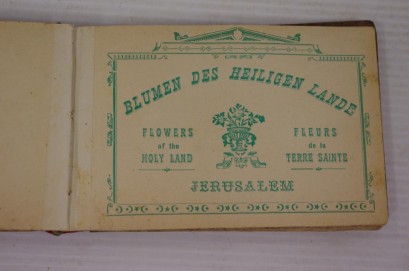 BLUMEN DES HEILIGEN LANDE
FLOWERS
of the
HOLY LAND
FLEURS
de la
TERRE SAINTE
JERUSALEM